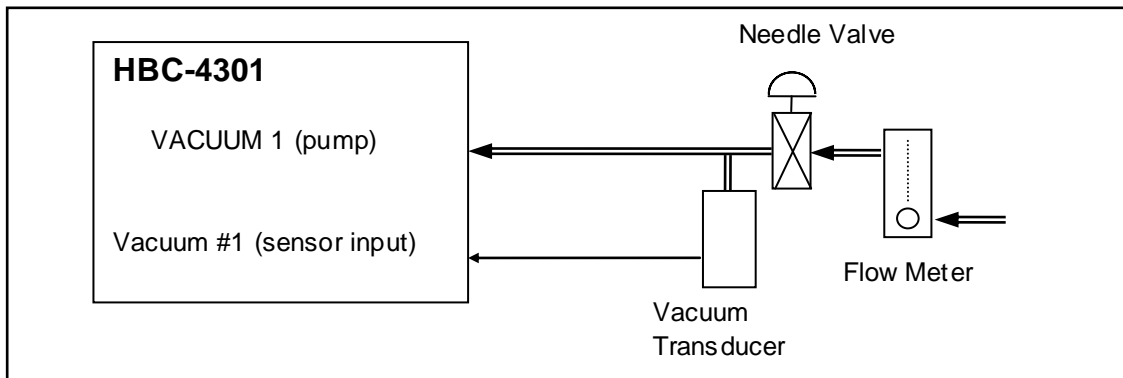 Needle Valve
HBC-4301
VACUUM 1 (pump)
Vacuum #1 (sensor input)
Flow Meter
Vacuum
Transducer